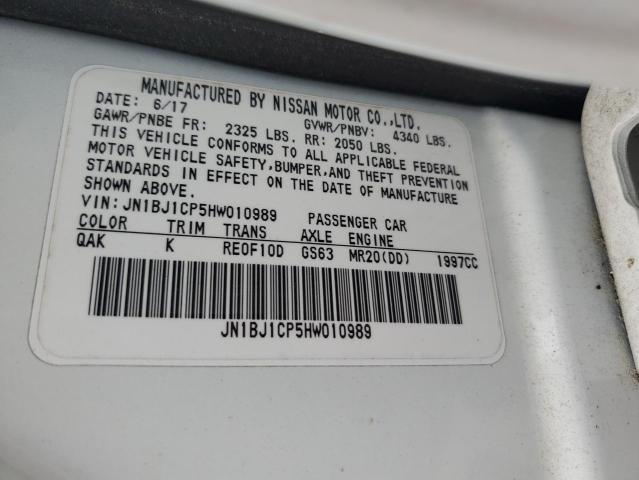 MANUFACTURED BY NISSAN MOTOR CO.,LTD.
DATE: 6/17 GVWR/PNBV: 4340 LBS.
GAWR/PNBE FR: 2325 LBS. RR: 2050 LBS.
THIS VEHICLE CONFORMS TO ALL APPLICABLE FEDERAL
MOTOR VEHICLE SAFETY,BUMPER,AND THEFT PREVENTION
STANDARDS IN EFFECT ON THE DATE OF MANUFACTURE
SHOWN ABOVE.
VIN: JN1BJ1CP5HW010989 PASSENGER CAR
COLOR TRIM TRANS AXLE ENGINE
QAK K RE0F10D GS63 MR20(DD) 1997CC
JN1BJ1CP5HW010989